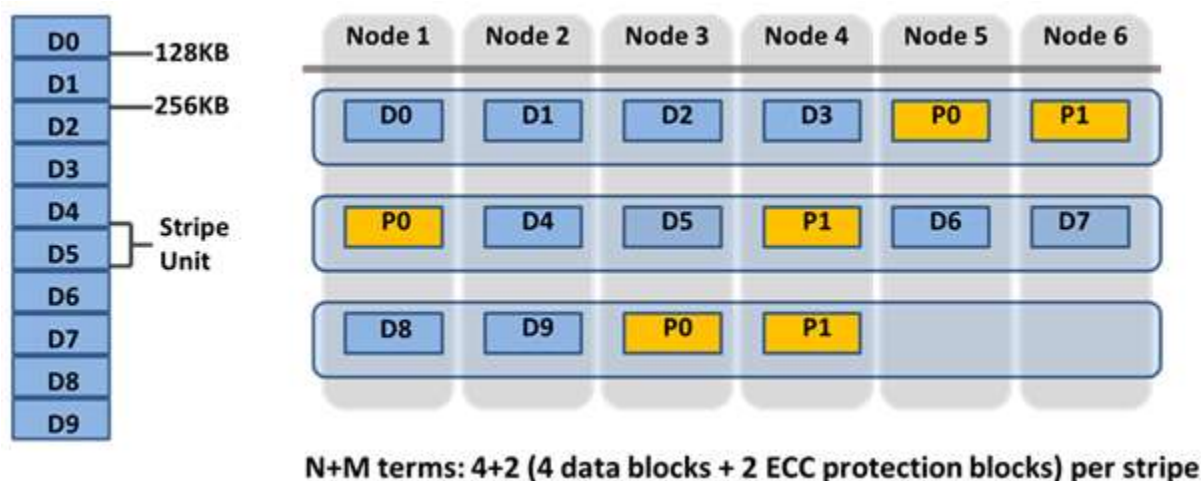 D0
128KB
D1
256KB
D2
D3
D4
Stripe
Unit
D5
D6
D7
D8
D9
Node 1 Node 2 Node 3 Node 4 Node 5 Node 6
D0 D1 D2 D3 P0 P1
P0 D4 D5 P1 D6 D7
D8 D9 P0 P1
N+M terms: 4+2 (4 data blocks + 2 ECC protection blocks) per stripe